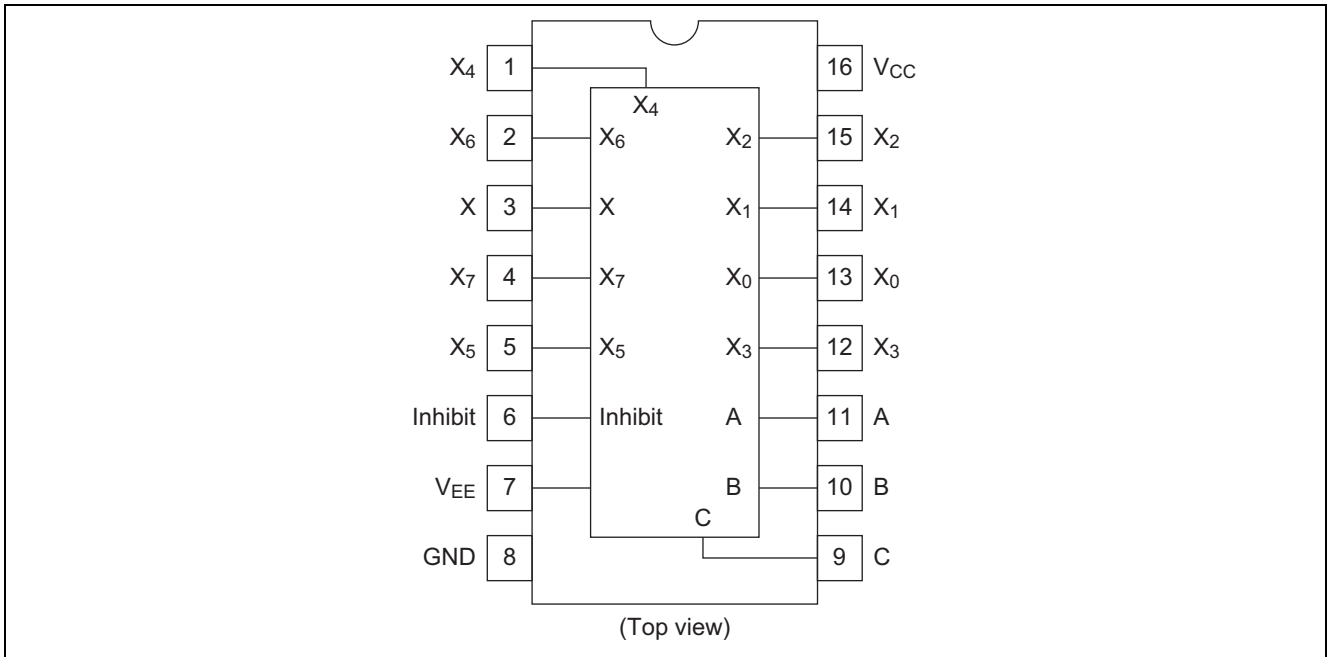 X4 1 X4 16 VCC
X6 2 X6 X2 15 X2
X 3 X X1 14 X1
X7 4 X7 X0 13 X0
X5 5 X5 X3 12 X3
Inhibit 6 Inhibit A 11 A
VEE 7 B 10 B
GND 8 C 9 C
(Top view)